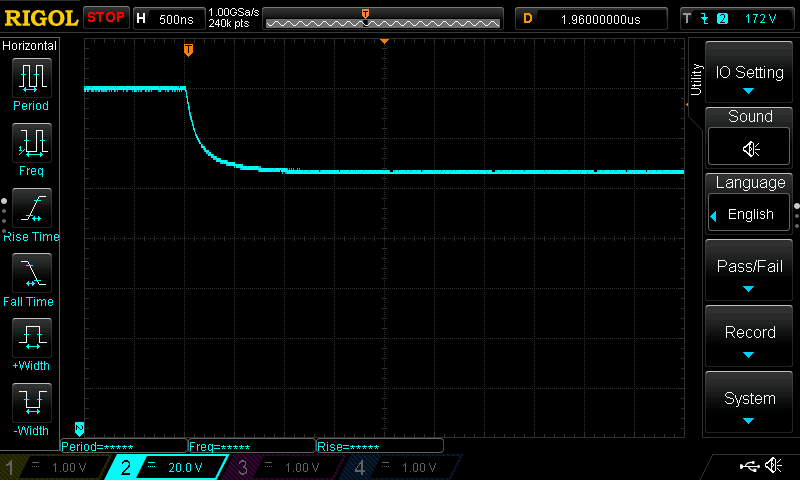 RIGOL STOP H 500ns 1.00GSa/s 240k pts D 1.96000000us T 2 172 V
T
T
Horizontal
Period
Freq
Rise Time
Fall Time
+Width
-Width
2
Period=***** Freq=***** Rise=*****
1 1.00 V 2 20.0 V 3 1.00 V 4 1.00 V
Utility
IO Setting
Sound
Language
English
Pass/Fail
Record
System